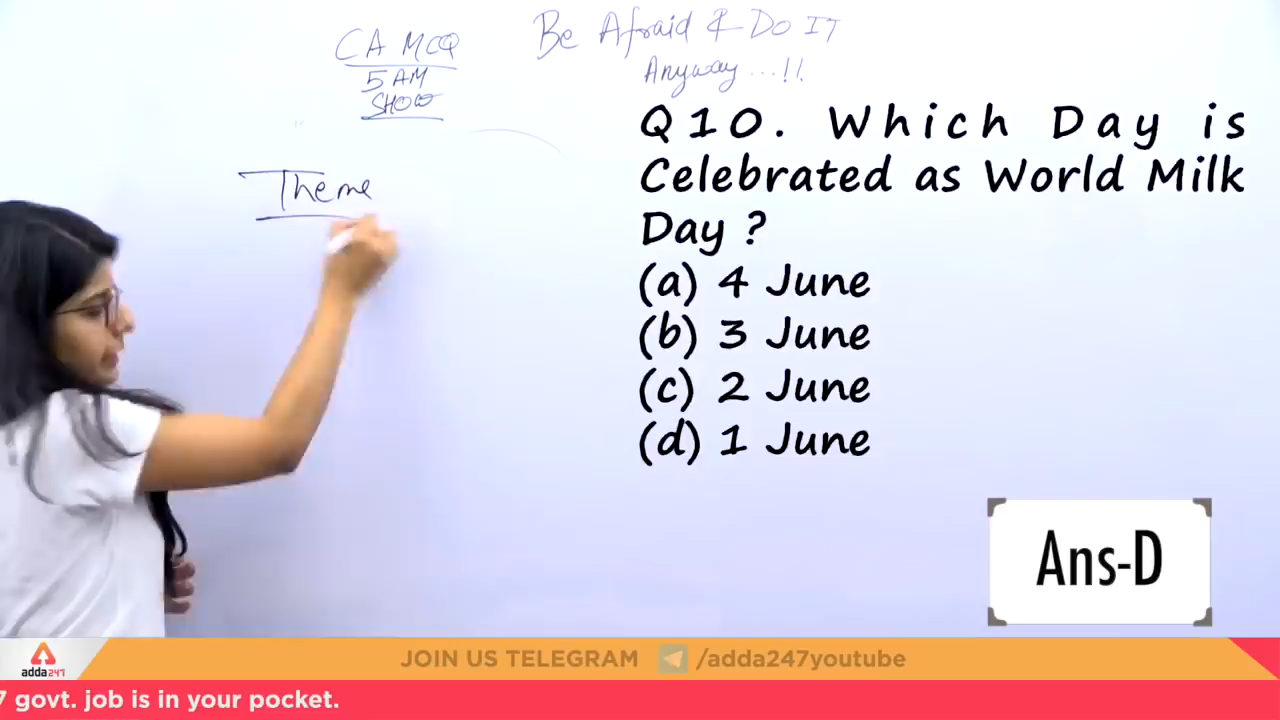 CA MCQ
5 AM
SHOW
Be Afraid & Do IT
Anyway...!!
Theme
Q10. Which Day is
Celebrated as World Milk
Day ?
(a) 4 June
(b) 3 June
(c) 2 June
(d) 1 June
Ans-D
adda247
JOIN US TELEGRAM /adda247youtube
7 govt. job is in your pocket.